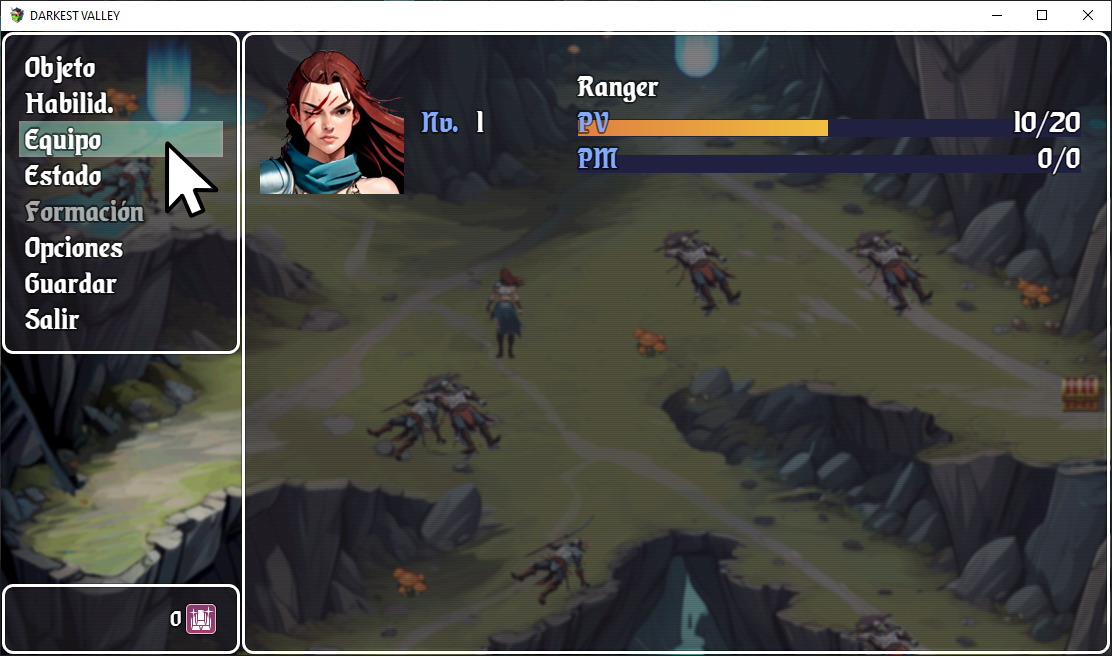 DARKEST VALLEY
Objeto
Habilid.
Equipo
Estado
Formación
Opciones
Guardar
Salir
Ranger
Nv. 1
PV 10/20
PM 0/0
0